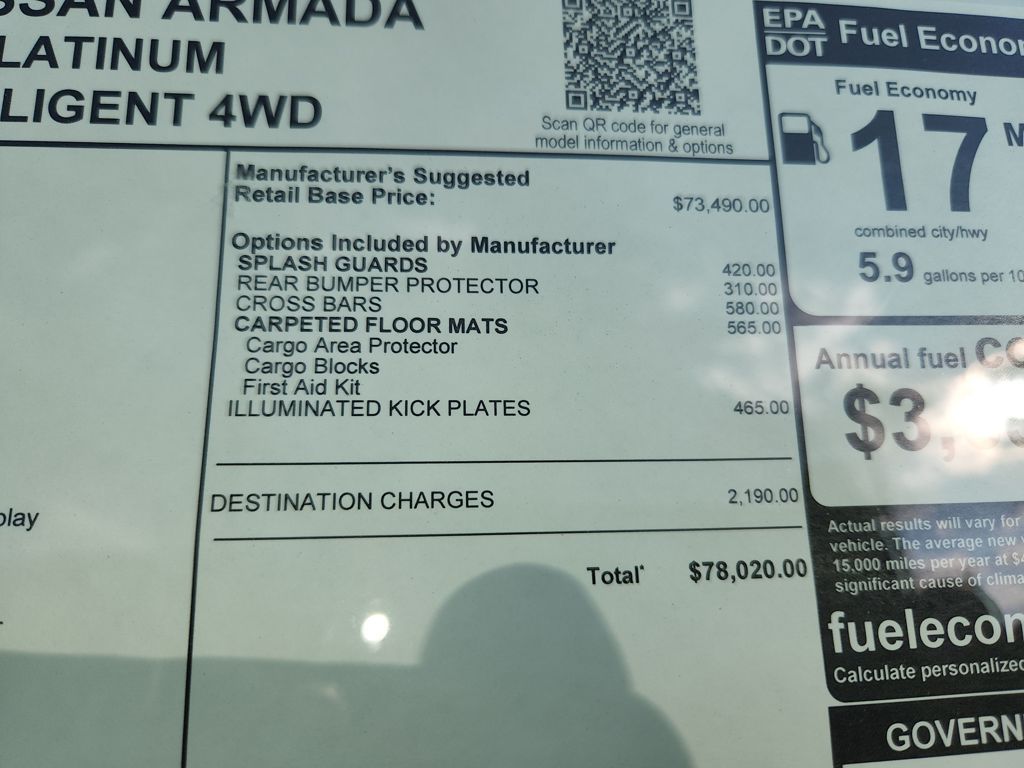 SSAN ARMADA
LATINUM
LIGENT 4WD
Scan QR code for general
model information & options
Manufacturer's Suggested
Retail Base Price: $73,490.00
Options Included by Manufacturer
SPLASH GUARDS 420.00
REAR BUMPER PROTECTOR 310.00
CROSS BARS 580.00
CARPETED FLOOR MATS 565.00
Cargo Area Protector
Cargo Blocks
First Aid Kit
ILLUMINATED KICK PLATES 465.00
DESTINATION CHARGES 2,190.00
Total* $78,020.00
play
EPA
DOT Fuel Econom
Fuel Economy
17 M
combined city/hwy
5.9 gallons per 10
Annual fuel CO
$3,
Actual results will vary for
vehicle. The average new
15,000 miles per year at $
significant cause of clima
fuelecon
Calculate personalized
GOVERN